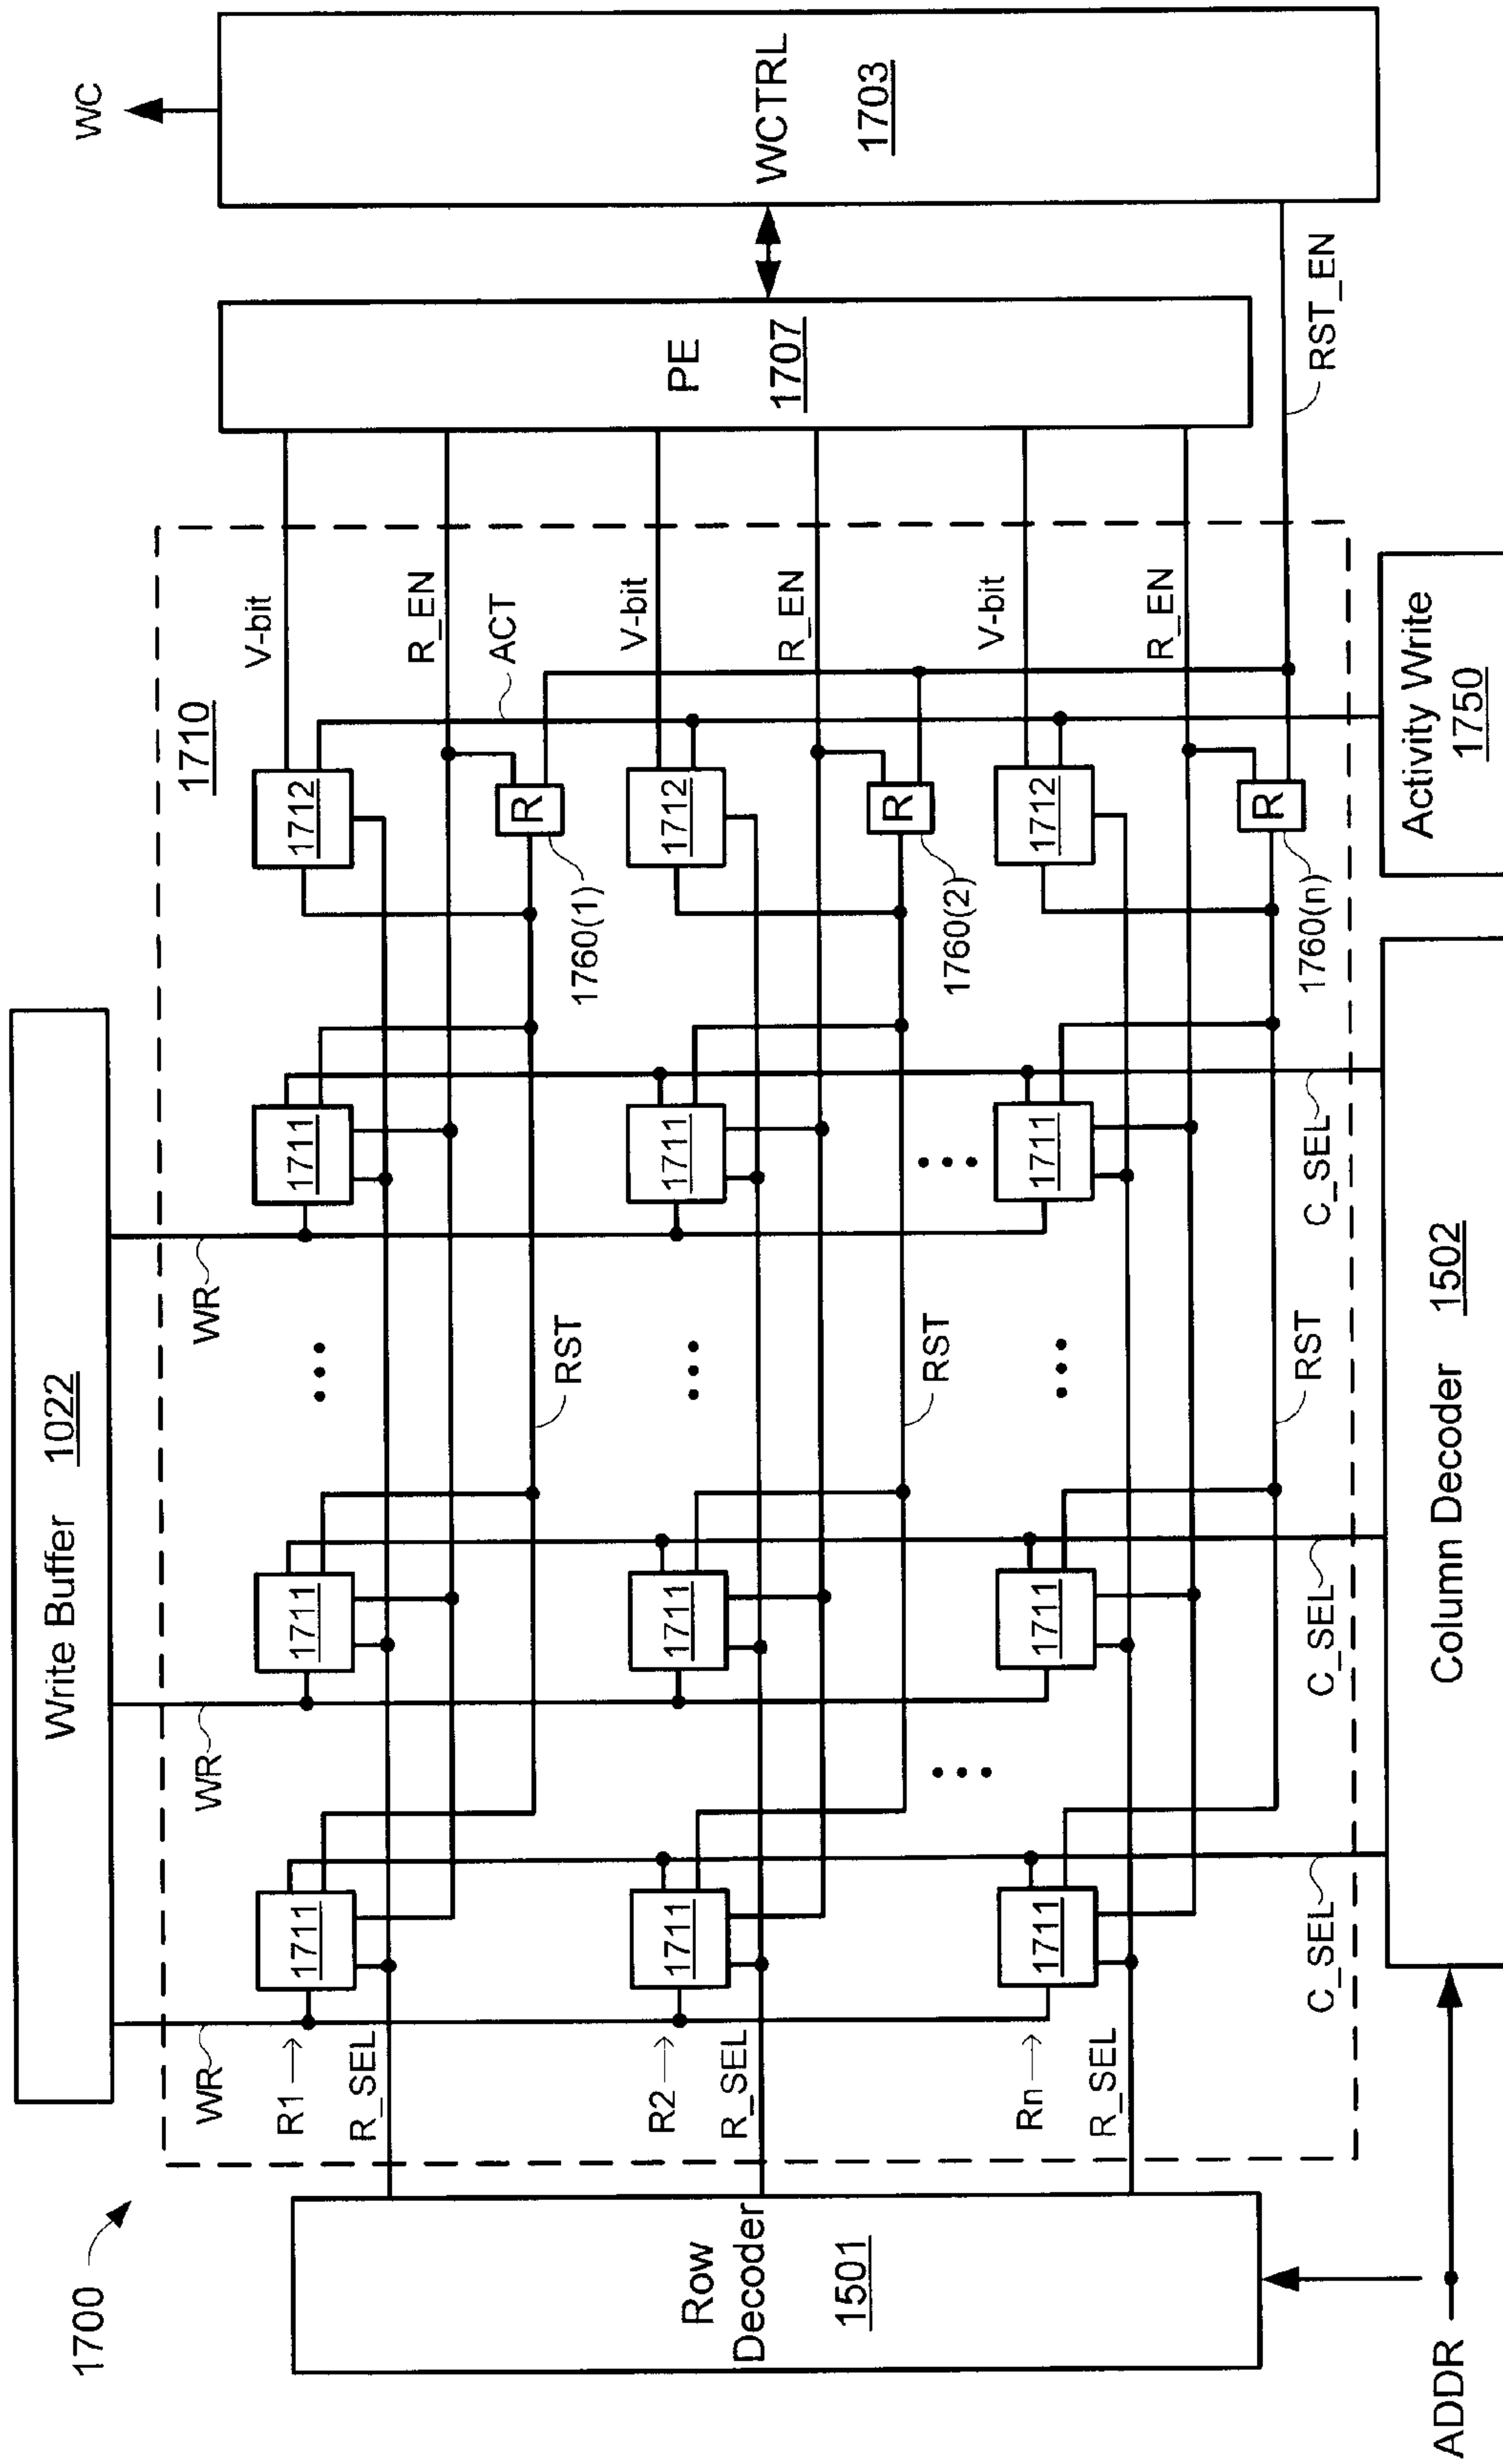 1700
Write Buffer 1022
WR
WR
WR
1710
R1
1711
1711
1711
1712
V-bit
R_SEL
R_EN
ACT
RST
R
1760(1)
R2
1711
1711
1711
1712
V-bit
R_SEL
R_EN
RST
R
1760(2)
Rn
1711
1711
1711
1712
V-bit
R_SEL
R_EN
RST
R
1760(n)
C_SEL
C_SEL
C_SEL
Row
Decoder
1501
PE
1707
WCTRL
1703
WC
RST_EN
ADDR
Column Decoder 1502
Activity Write
1750